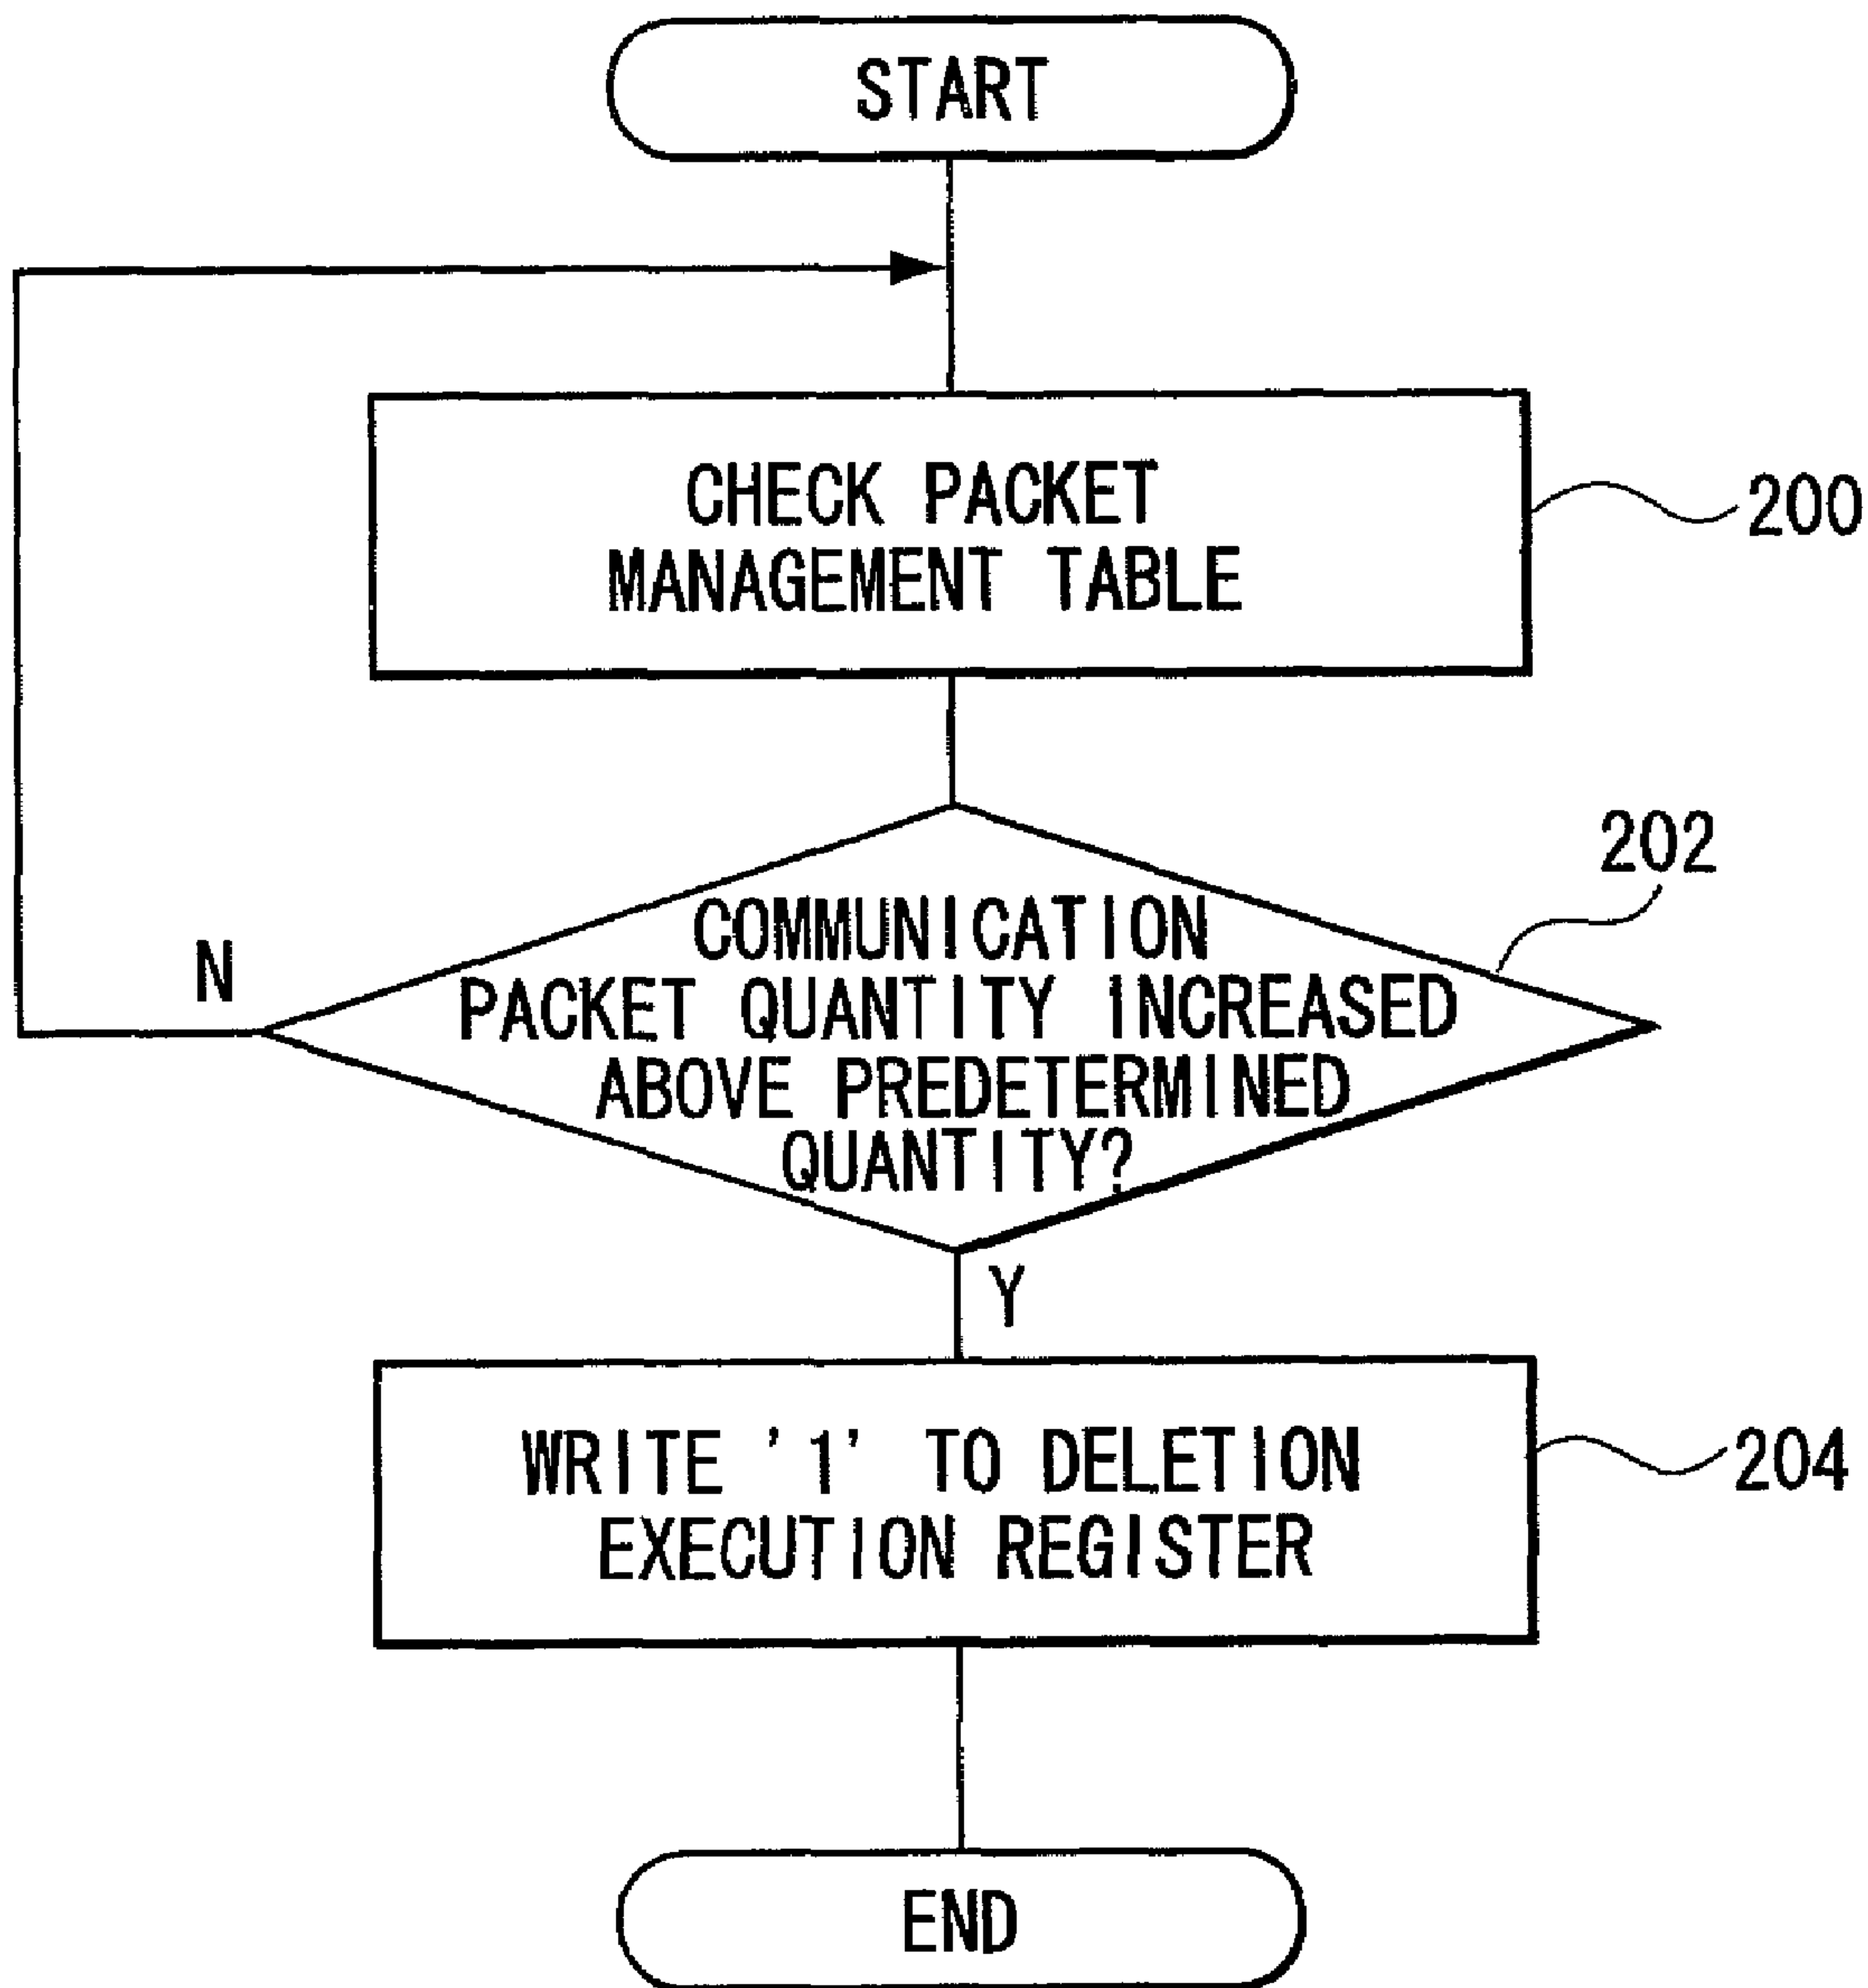 START
CHECK PACKET
MANAGEMENT TABLE
200
202
COMMUNICATION
PACKET QUANTITY INCREASED
ABOVE PREDETERMINED
QUANTITY?
N
Y
WRITE '1' TO DELETION
EXECUTION REGISTER
204
END